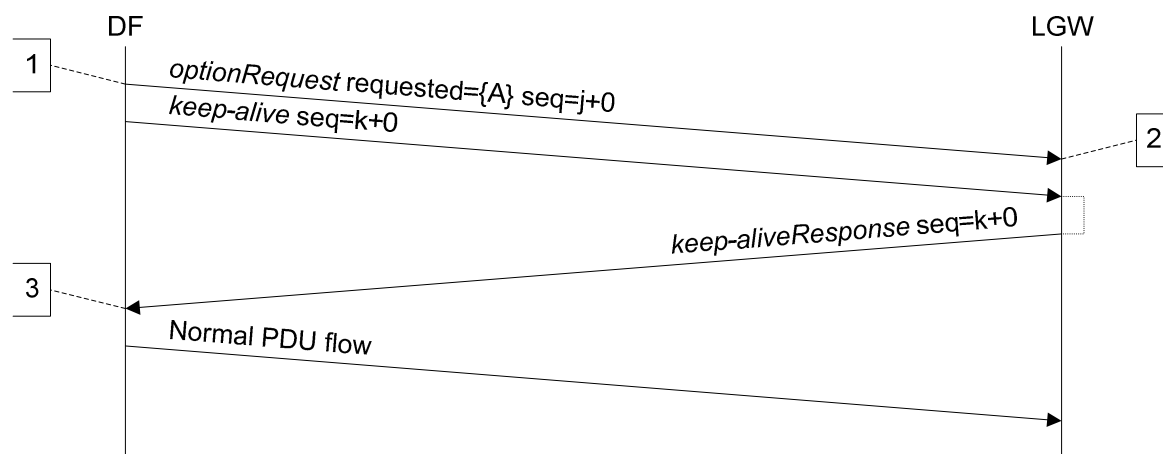 DF
LGW
1
optionRequest requested={A} seq=j+0
keep-alive seq=k+0
2
keep-aliveResponse seq=k+0
3
Normal PDU flow